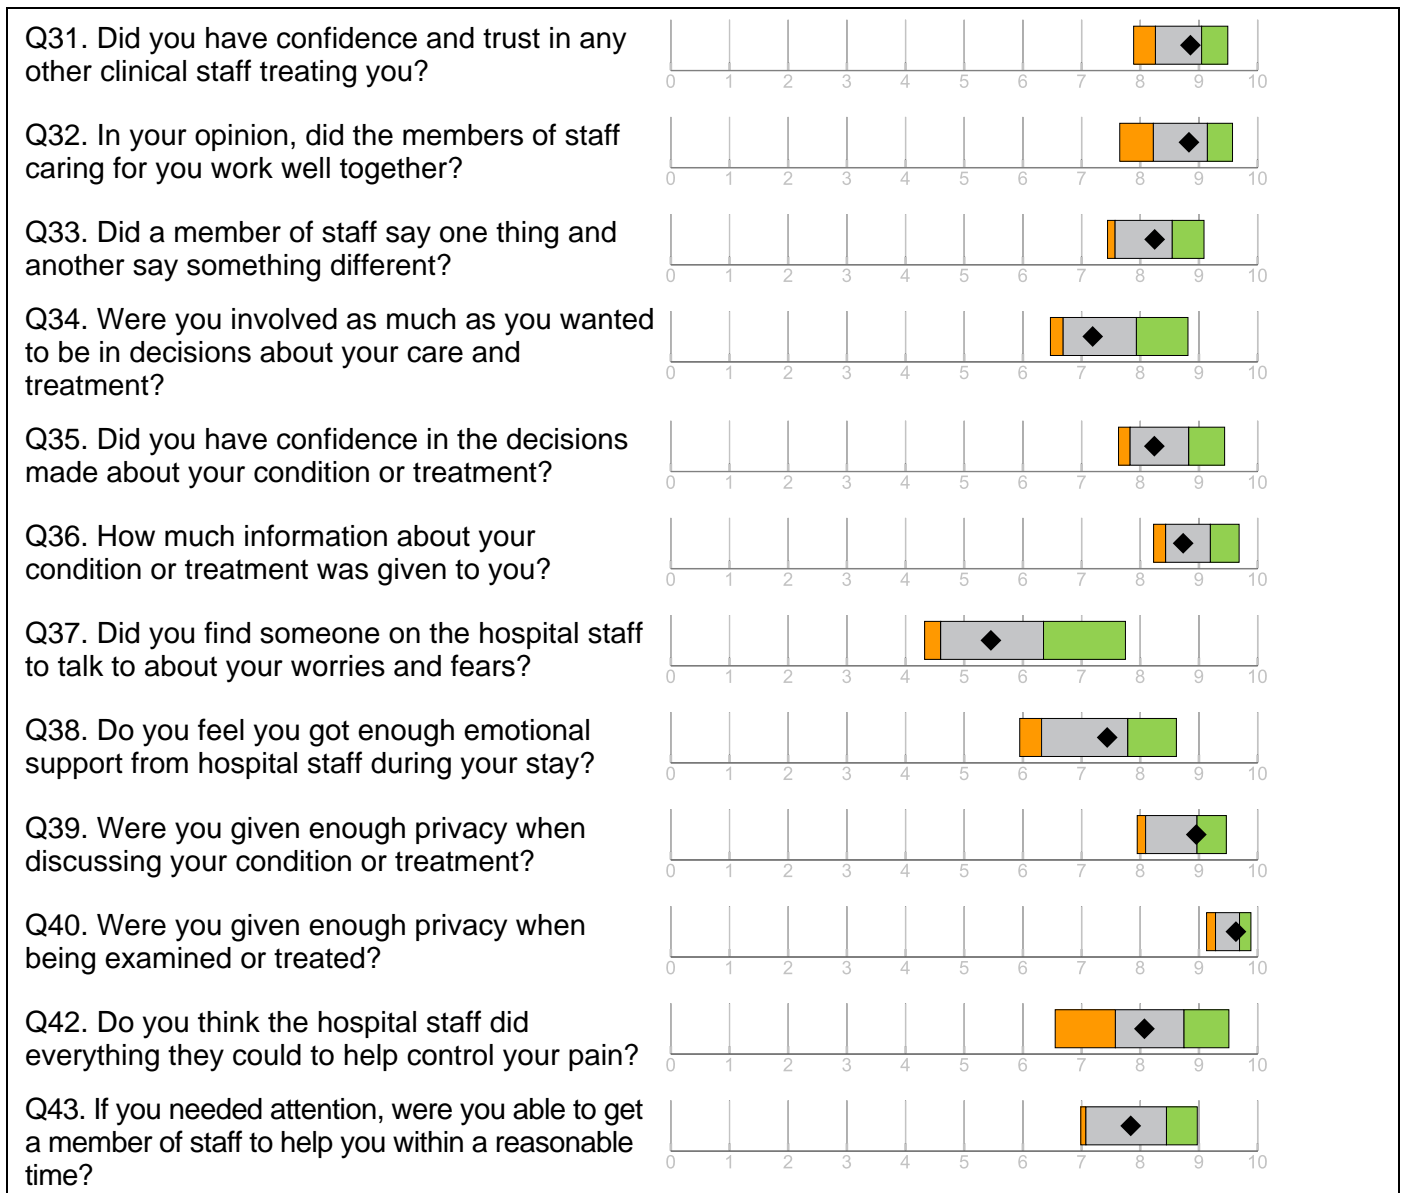 Q31. Did you have confidence and trust in any
other clinical staff treating you?
0 1 2 3 4 5 6 7 8 9 10
Q32. In your opinion, did the members of staff
caring for you work well together?
0 1 2 3 4 5 6 7 8 9 10
Q33. Did a member of staff say one thing and
another say something different?
0 1 2 3 4 5 6 7 8 9 10
Q34. Were you involved as much as you wanted
to be in decisions about your care and
treatment?
0 1 2 3 4 5 6 7 8 9 10
Q35. Did you have confidence in the decisions
made about your condition or treatment?
0 1 2 3 4 5 6 7 8 9 10
Q36. How much information about your
condition or treatment was given to you?
0 1 2 3 4 5 6 7 8 9 10
Q37. Did you find someone on the hospital staff
to talk to about your worries and fears?
0 1 2 3 4 5 6 7 8 9 10
Q38. Do you feel you got enough emotional
support from hospital staff during your stay?
0 1 2 3 4 5 6 7 8 9 10
Q39. Were you given enough privacy when
discussing your condition or treatment?
0 1 2 3 4 5 6 7 8 9 10
Q40. Were you given enough privacy when
being examined or treated?
0 1 2 3 4 5 6 7 8 9 10
Q42. Do you think the hospital staff did
everything they could to help control your pain?
0 1 2 3 4 5 6 7 8 9 10
Q43. If you needed attention, were you able to get
a member of staff to help you within a reasonable
time?
0 1 2 3 4 5 6 7 8 9 10